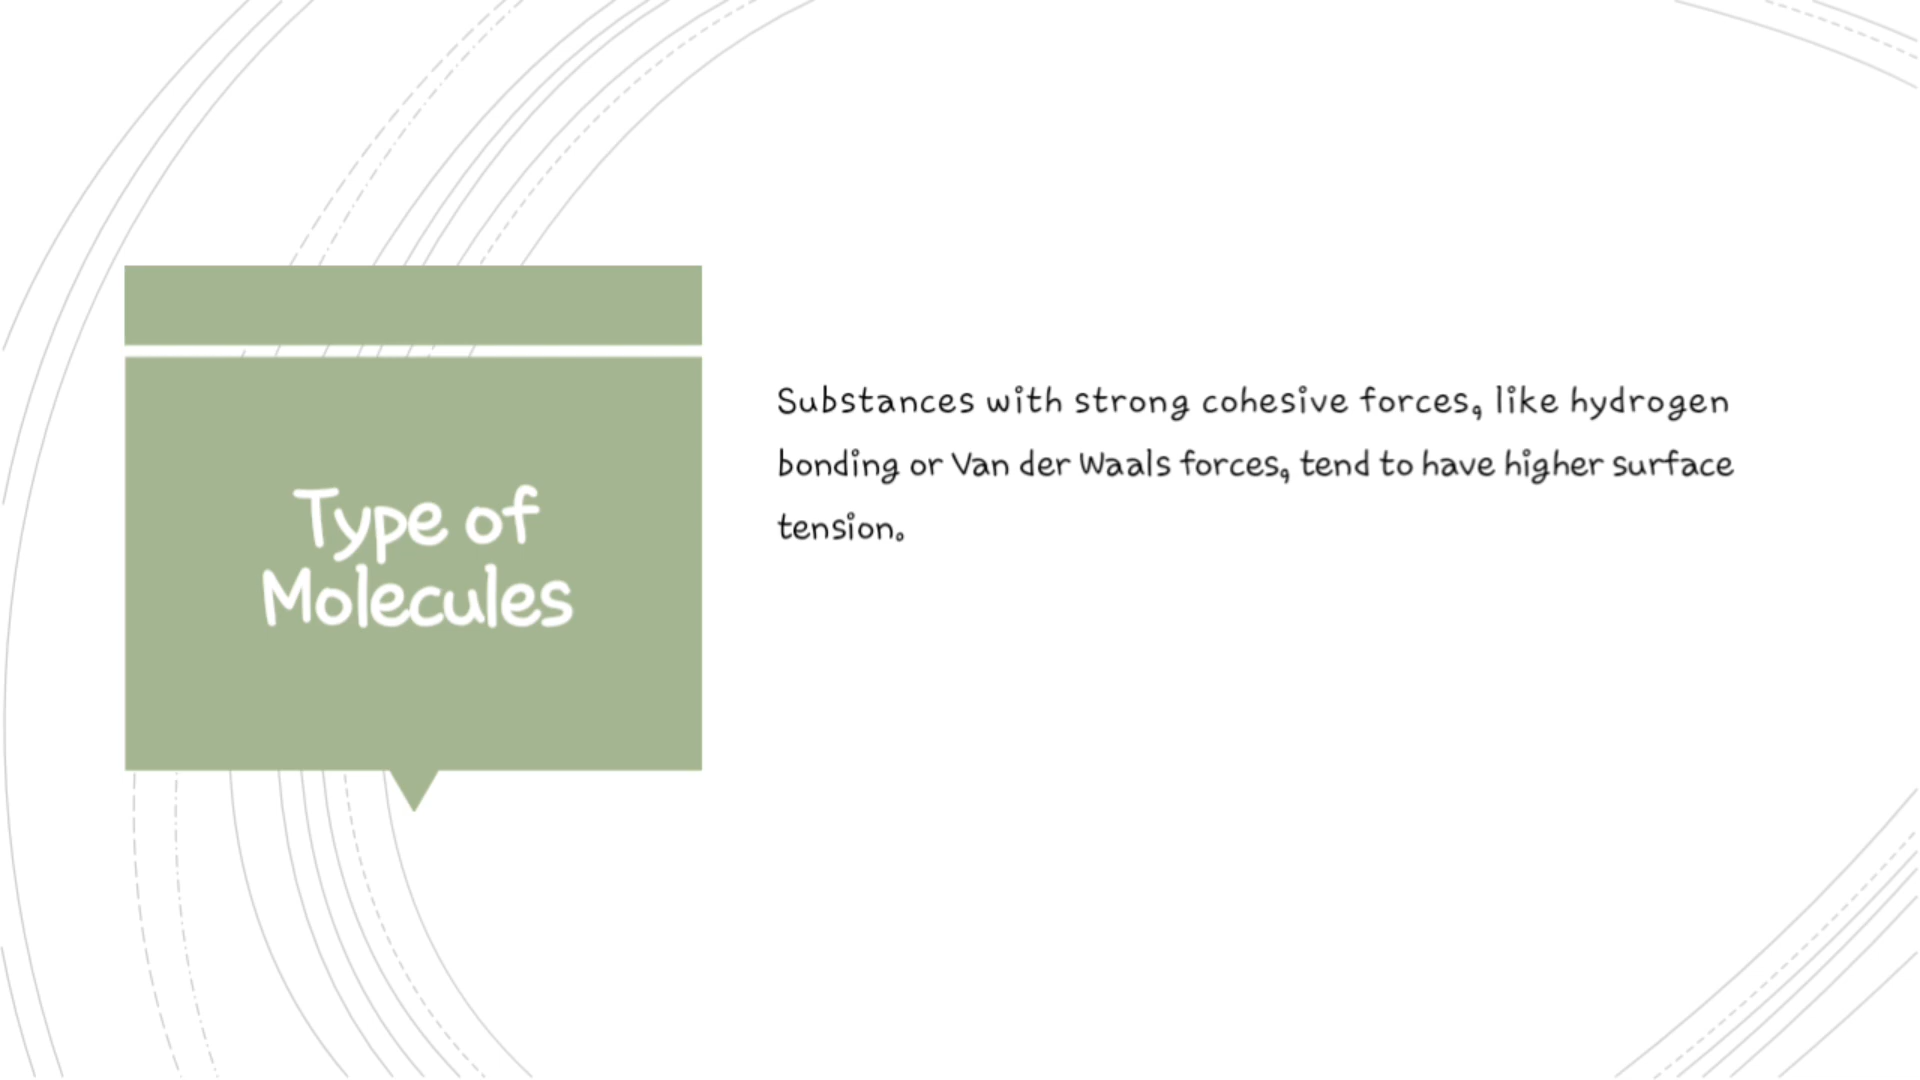 Type of
Molecules
Substances with strong cohesive forces, like hydrogen
bonding or Van der Waals forces, tend to have higher surface
tension.